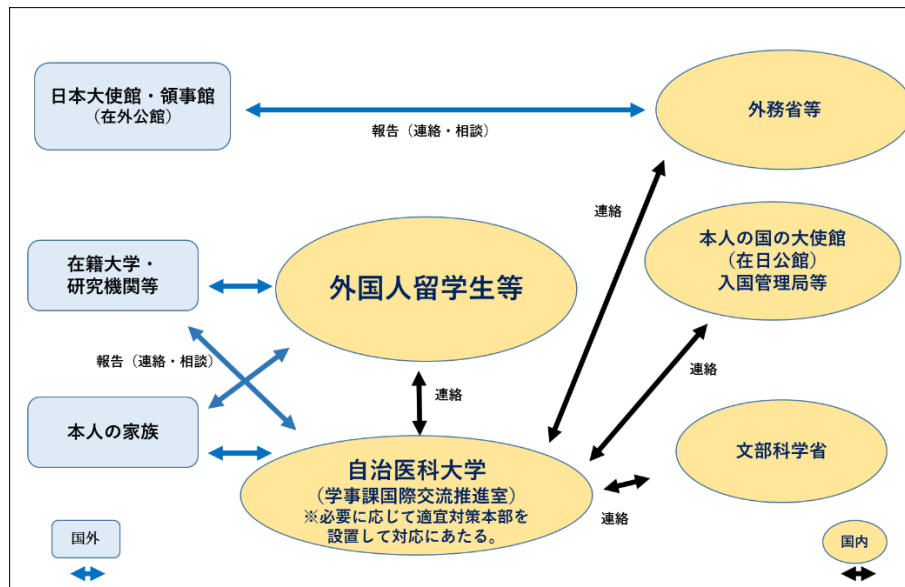 日本大使館・領事館
(在外公館)
外務省等
報告(連絡・相談)
連絡
本人の国の大使館
(在日公館)
入国管理局等
在籍大学・
研究機関等
外国人留学生等
報告(連絡・相談)
連絡
連絡
本人の家族
自治医科大学
(学事課国際交流推進室)
※必要に応じて適宜対策本部を
設置して対応にあたる。
文部科学省
連絡
国外
国内